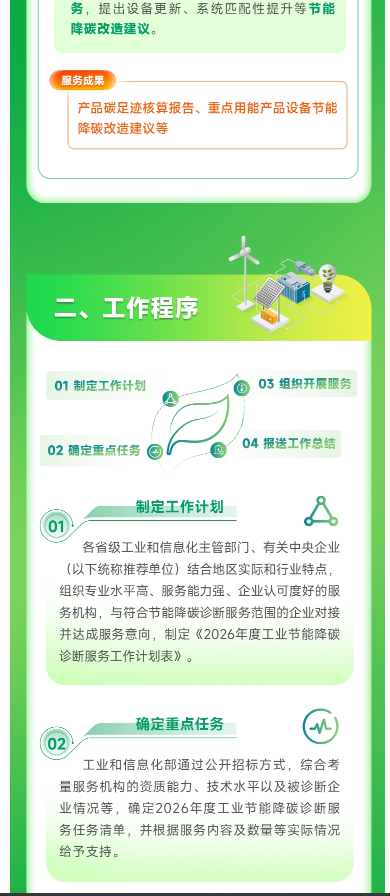 务，提出设备更新、系统匹配性提升等节能
降碳改造建议。
服务成果
产品碳足迹核算报告、重点用能产品设备节能
降碳改造建议等
二、工作程序
01 制定工作计划
03 组织开展服务
02 确定重点任务
04 报送工作总结
制定工作计划
01
各省级工业和信息化主管部门、有关中央企业
（以下统称推荐单位）结合地区实际和行业特点，
组织专业水平高、服务能力强、企业认可度好的服
务机构，与符合节能降碳诊断服务范围的企业对接
并达成服务意向，制定《2026年度工业节能降碳
诊断服务工作计划表》。
确定重点任务
02
工业和信息化部通过公开招标方式，综合考
量服务机构的资质能力、技术水平以及被诊断企
业情况等，确定2026年度工业节能降碳诊断服
务任务清单，并根据服务内容及数量等实际情况
给予支持。